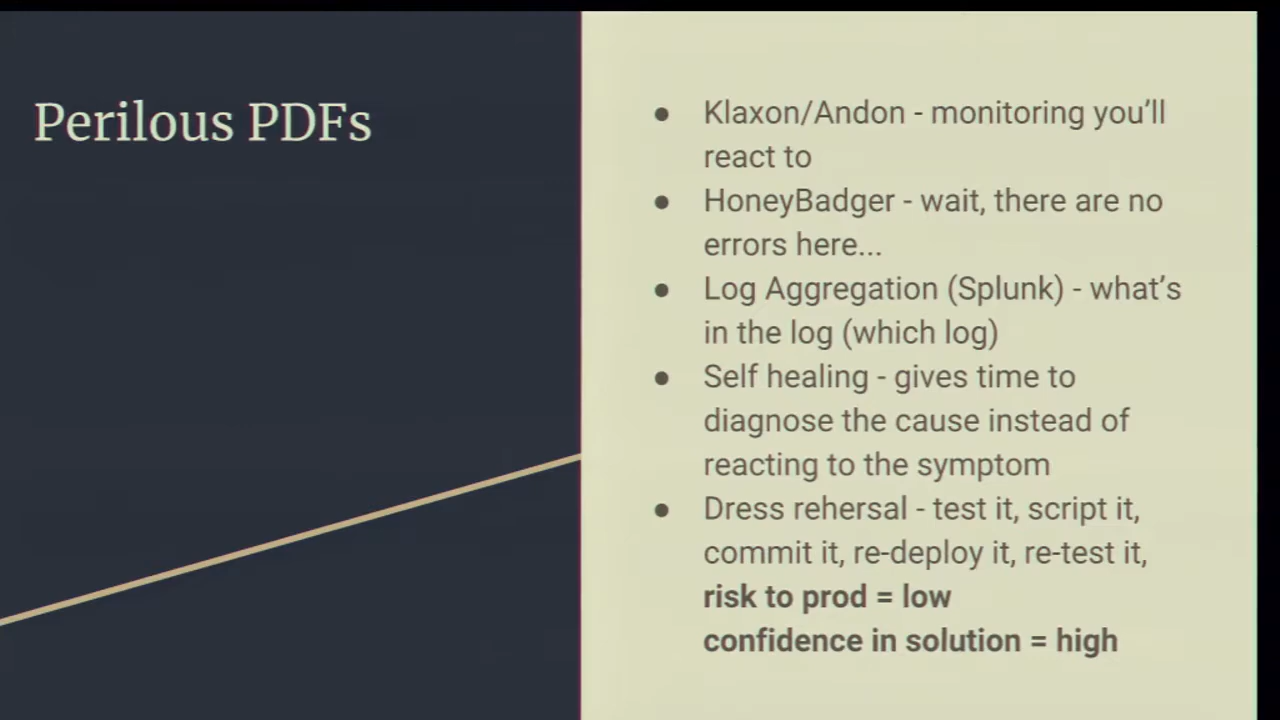 Perilous PDFs
● Klaxon/Andon - monitoring you’ll
react to
● HoneyBadger - wait, there are no
errors here...
● Log Aggregation (Splunk) - what’s
in the log (which log)
● Self healing - gives time to
diagnose the cause instead of
reacting to the symptom
● Dress rehersal - test it, script it,
commit it, re-deploy it, re-test it,
risk to prod = low
confidence in solution = high